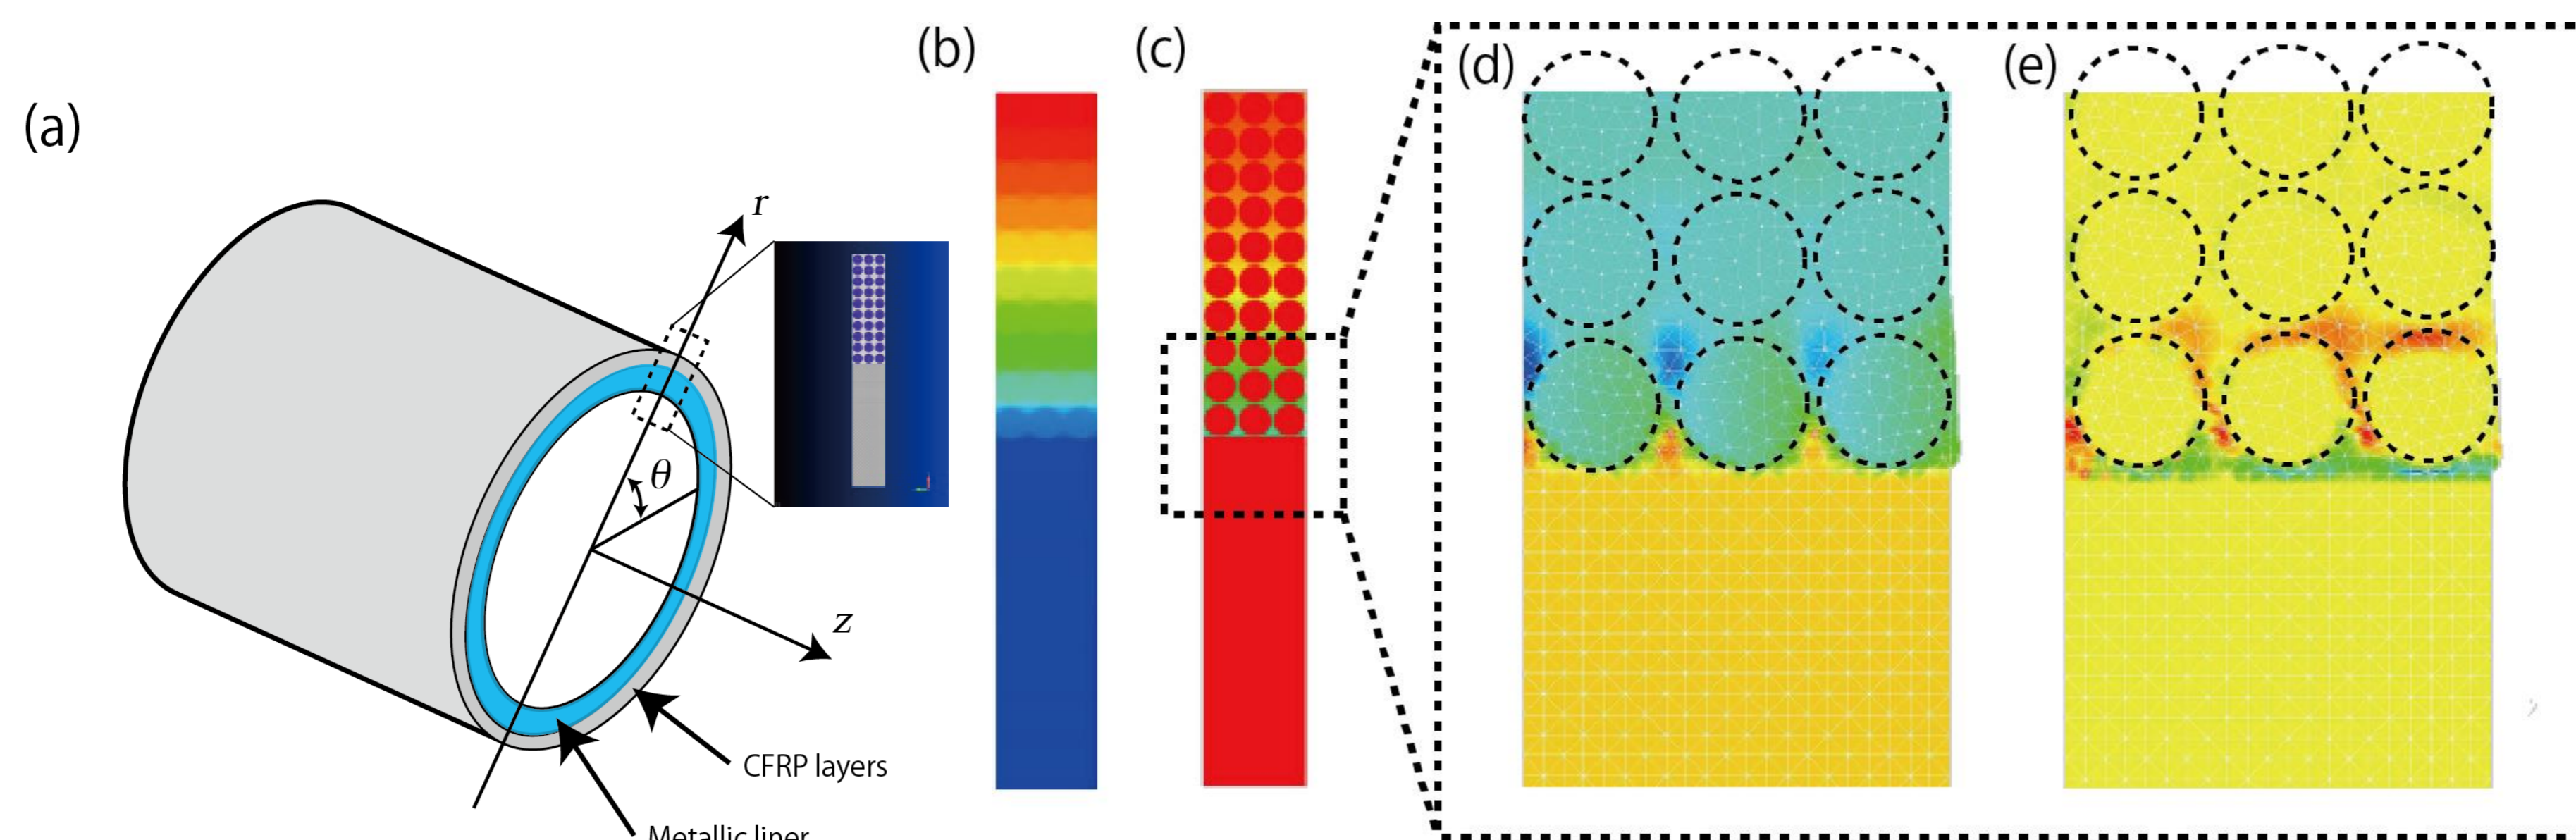 (a)
r
θ
z
CFRP layers
Metallic liner
(b)
(c)
(d)
(e)